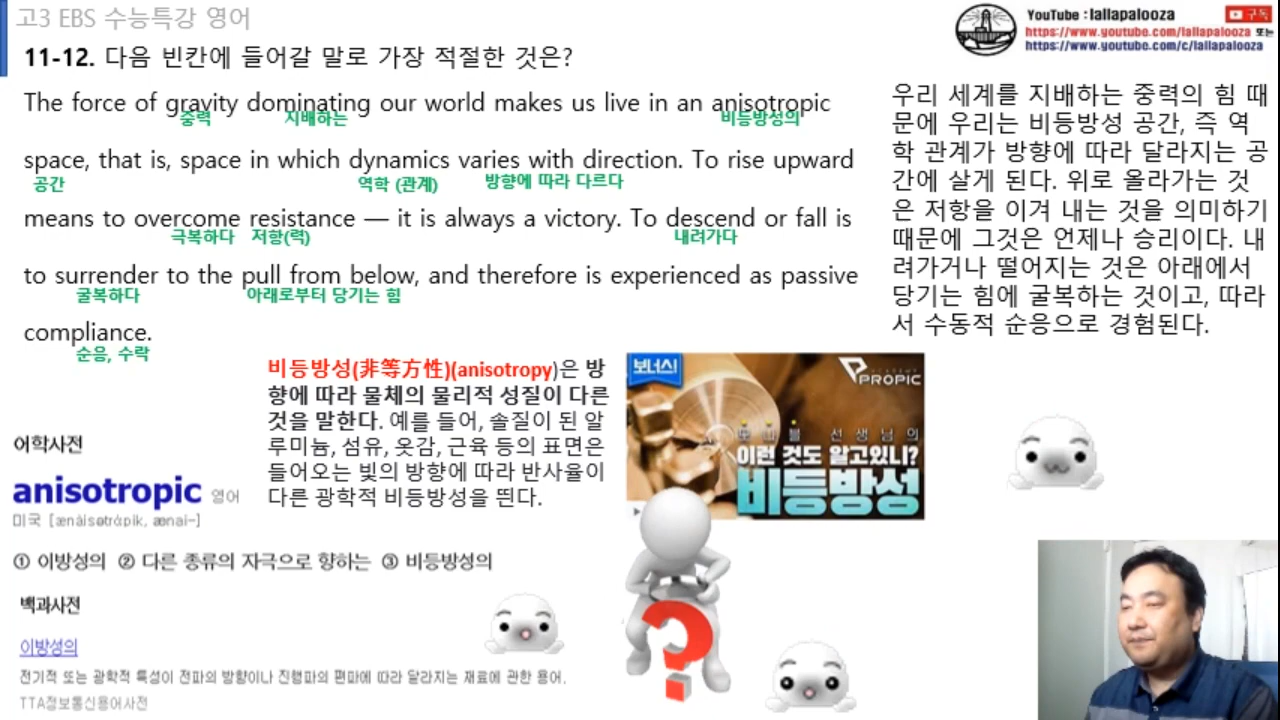 고3 EBS 수능특강 영어
YouTube : lallapalooza
구독
https://www.youtube.com/lallapalooza 또는
https://www.youtube.com/c/lallapalooza
11-12. 다음 빈칸에 들어갈 말로 가장 적절한 것은?
The force of gravity dominating our world makes us live in an anisotropic
중력 지배하는 비등방성의
space, that is, space in which dynamics varies with direction. To rise upward
공간 역학 (관계) 방향에 따라 다르다
means to overcome resistance — it is always a victory. To descend or fall is
극복하다 저항(력) 내려가다
to surrender to the pull from below, and therefore is experienced as passive
굴복하다 아래로부터 당기는 힘
compliance.
순응, 수락
우리 세계를 지배하는 중력의 힘 때
문에 우리는 비등방성 공간, 즉 역
학 관계가 방향에 따라 달라지는 공
간에 살게 된다. 위로 올라가는 것
은 저항을 이겨 내는 것을 의미하기
때문에 그것은 언제나 승리이다. 내
려가거나 떨어지는 것은 아래에서
당기는 힘에 굴복하는 것이고, 따라
서 수동적 순응으로 경험된다.
비등방성(非等方性)(anisotropy)은 방
향에 따라 물체의 물리적 성질이 다른
것을 말한다. 예를 들어, 솔질이 된 알
루미늄, 섬유, 옷감, 근육 등의 표면은
들어오는 빛의 방향에 따라 반사율이
다른 광학적 비등방성을 띈다.
보너스!
PROPIC
선생님의
이런 것도 알고있니?
비등방성
어학사전
anisotropic 영어
미국 [ænàisətrápik, ænai-]
① 이방성의 ② 다른 종류의 자극으로 향하는 ③ 비등방성의
백과사전
이방성의
전기적 또는 광학적 특성이 전파의 방향이나 진행파의 편파에 따라 달라지는 재료에 관한 용어.
TTA정보통신용어사전
?